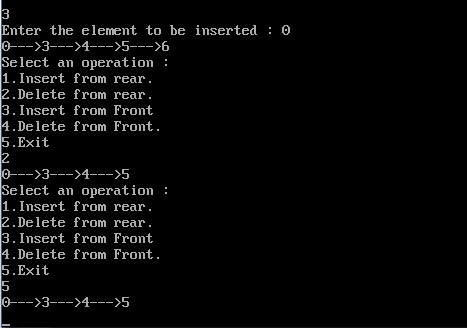 3
Enter the element to be inserted : 0
0--->3--->4--->5--->6
Select an operation :
1.Insert from rear.
2.Delete from rear.
3.Insert from Front
4.Delete from Front.
5.Exit
2
0--->3--->4--->5
Select an operation :
1.Insert from rear.
2.Delete from rear.
3.Insert from Front
4.Delete from Front.
5.Exit
5
0--->3--->4--->5